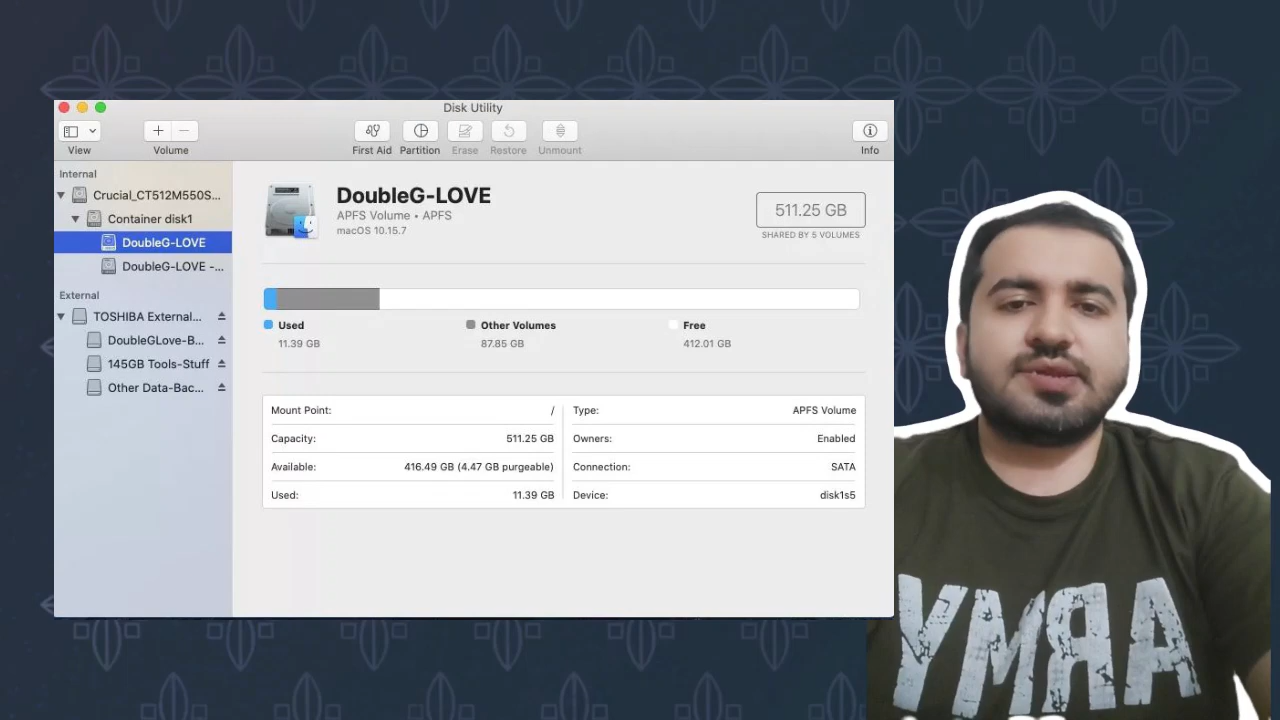 Disk Utility
View
Volume
First Aid
Partition
Erase
Restore
Unmount
Info
Internal
Crucial_CT512M550S...
Container disk1
DoubleG-LOVE
DoubleG-LOVE -...
External
TOSHIBA External...
DoubleGLove-B...
145GB Tools-Stuff
Other Data-Bac...
DoubleG-LOVE
APFS Volume • APFS
macOS 10.15.7
511.25 GB
SHARED BY 5 VOLUMES
Used
11.39 GB
Other Volumes
87.85 GB
Free
412.01 GB
Mount Point: /
Capacity: 511.25 GB
Available: 416.49 GB (4.47 GB purgeable)
Used: 11.39 GB
Type: APFS Volume
Owners: Enabled
Connection: SATA
Device: disk1s5
ARMY